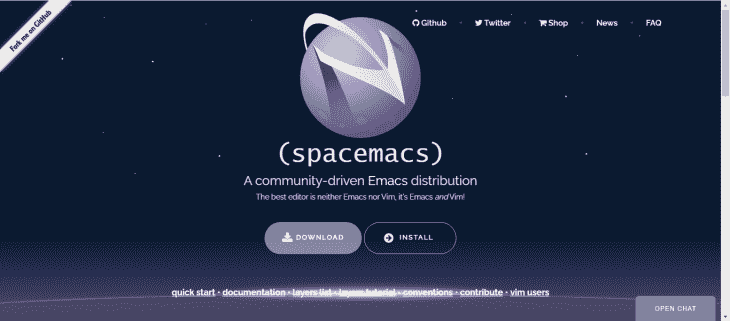 Fork me on GitHub
Github • Twitter • Shop • News • FAQ
(spacemacs)
A community-driven Emacs distribution
The best editor is neither Emacs nor Vim, it's Emacs and Vim!
DOWNLOAD INSTALL
quick start • documentation • layers list • layers tutorial • conventions • contribute • vim users
OPEN CHAT